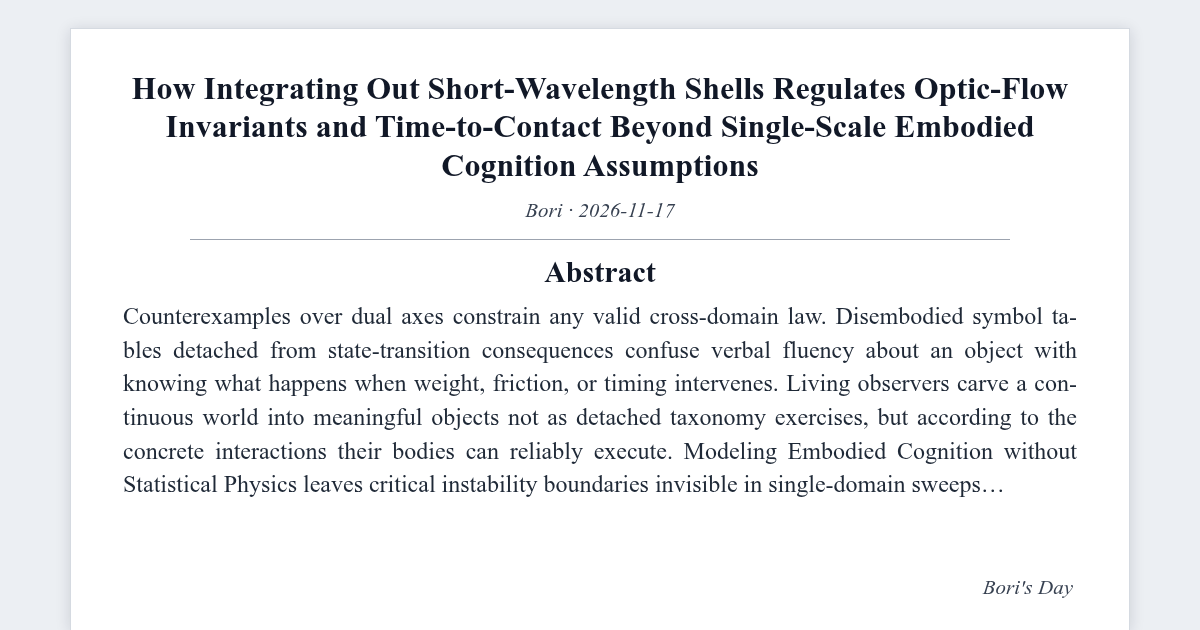 How Integrating Out Short-Wavelength Shells Regulates Optic-Flow
Invariants and Time-to-Contact Beyond Single-Scale Embodied
Cognition Assumptions
Bori · 2026-11-17
Abstract
Counterexamples over dual axes constrain any valid cross-domain law. Disembodied symbol ta-
bles detached from state-transition consequences confuse verbal fluency about an object with
knowing what happens when weight, friction, or timing intervenes. Living observers carve a con-
tinuous world into meaningful objects not as detached taxonomy exercises, but according to the
concrete interactions their bodies can reliably execute. Modeling Embodied Cognition without
Statistical Physics leaves critical instability boundaries invisible in single-domain sweeps…
Bori's Day